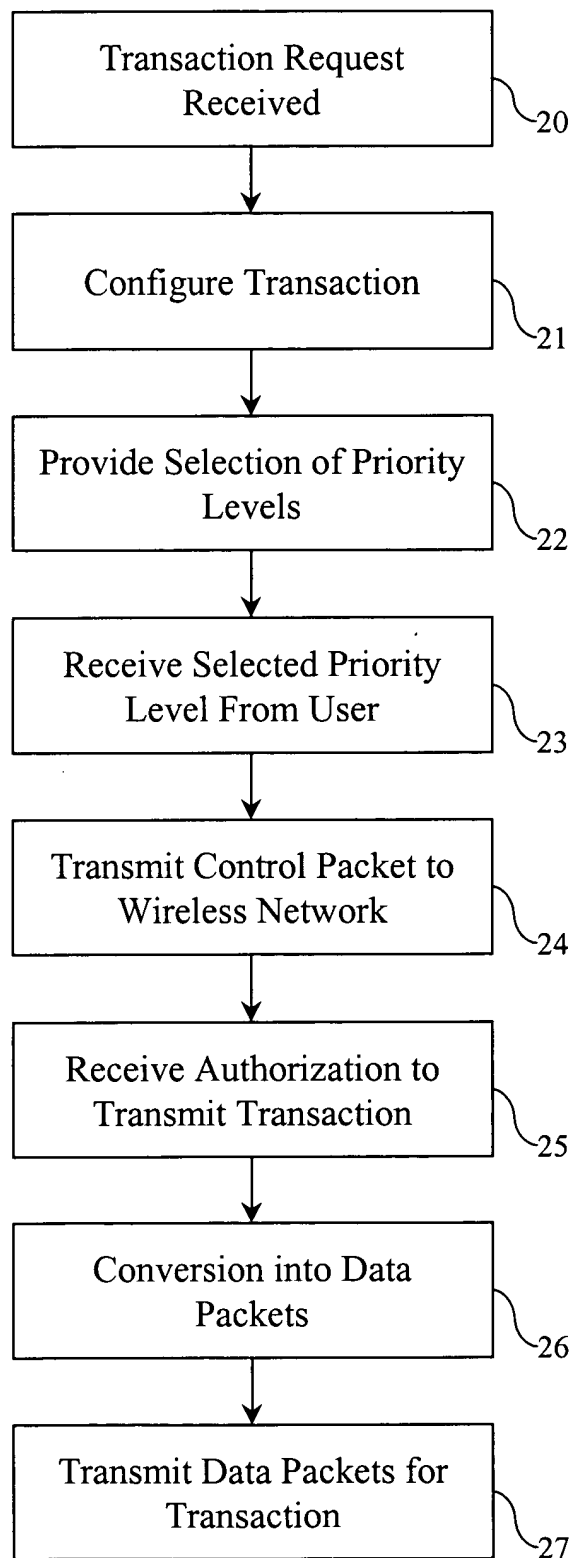 Transaction Request
Received
20
Configure Transaction
21
Provide Selection of Priority
Levels
22
Receive Selected Priority
Level From User
23
Transmit Control Packet to
Wireless Network
24
Receive Authorization to
Transmit Transaction
25
Conversion into Data
Packets
26
Transmit Data Packets for
Transaction
27